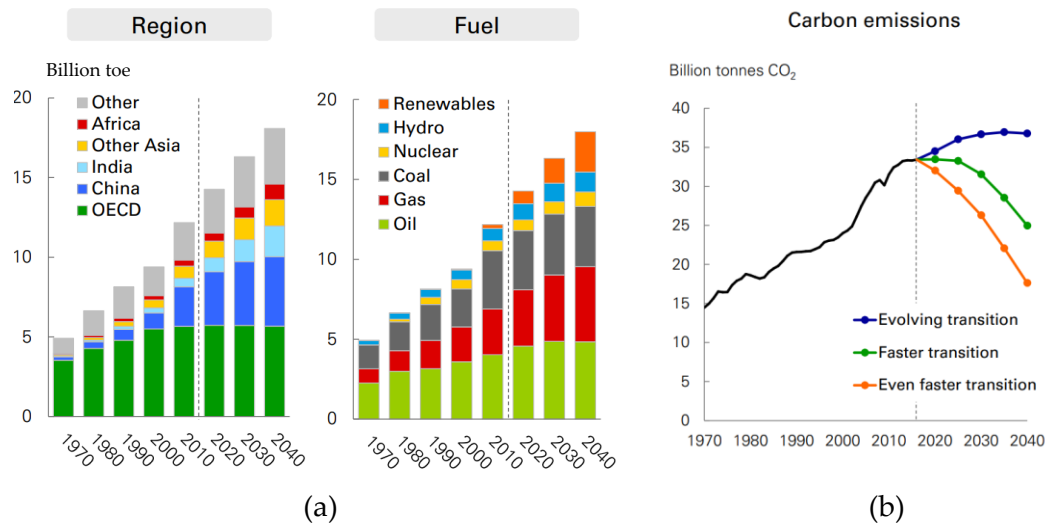 Region
Billion toe
20
15
10
5
0
Other
Africa
Other Asia
India
China
OECD
1970
1980
1990
2000
2010
2020
2030
2040
Fuel
20
15
10
5
0
Renewables
Hydro
Nuclear
Coal
Gas
Oil
1970
1980
1990
2000
2010
2020
2030
2040
(a)
Carbon emissions
Billion tonnes CO₂
40
35
30
25
20
15
10
5
0
Evolving transition
Faster transition
Even faster transition
1970 1980 1990 2000 2010 2020 2030 2040
(b)